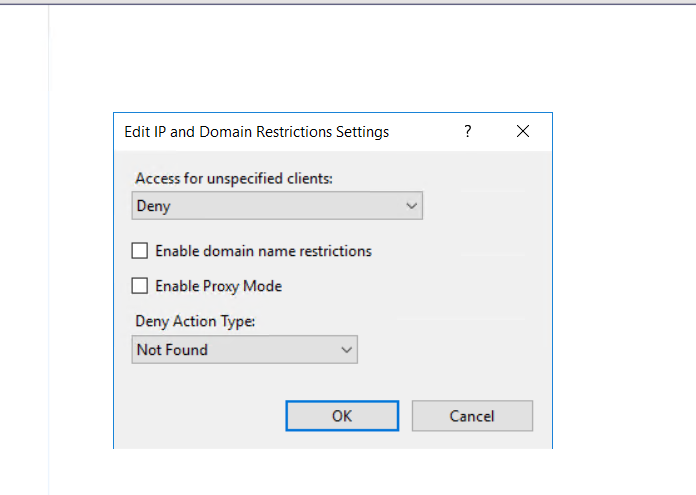 Edit IP and Domain Restrictions Settings ?
Access for unspecified clients:
Deny
Enable domain name restrictions
Enable Proxy Mode
Deny Action Type:
Not Found
OK Cancel